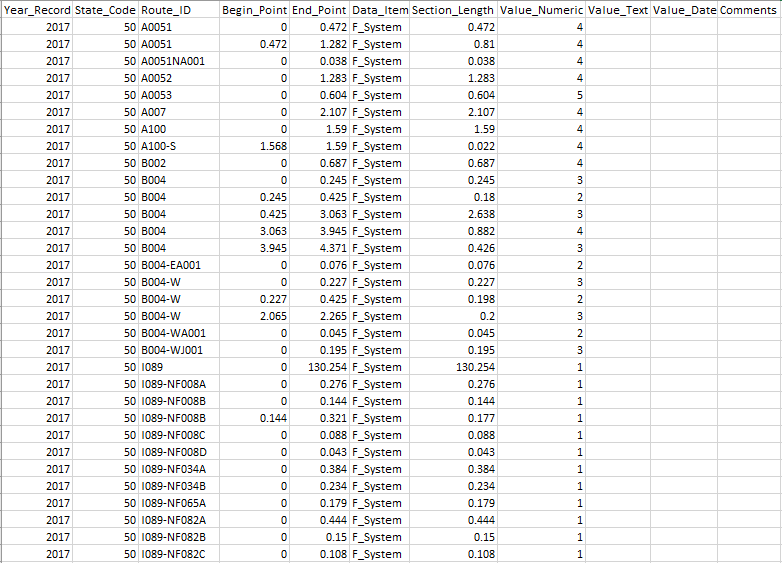 Year_Record State_Code Route_ID Begin_Point End_Point Data_Item Section_Length Value_Numeric Value_Text Value_Date Comments
2017 50 A0051 0 0.472 F_System 0.472 4
2017 50 A0051 0.472 1.282 F_System 0.81 4
2017 50 A0051NA001 0 0.038 F_System 0.038 4
2017 50 A0052 0 1.283 F_System 1.283 4
2017 50 A0053 0 0.604 F_System 0.604 5
2017 50 A007 0 2.107 F_System 2.107 4
2017 50 A100 0 1.59 F_System 1.59 4
2017 50 A100-S 1.568 1.59 F_System 0.022 4
2017 50 B002 0 0.687 F_System 0.687 4
2017 50 B004 0 0.245 F_System 0.245 3
2017 50 B004 0.245 0.425 F_System 0.18 2
2017 50 B004 0.425 3.063 F_System 2.638 3
2017 50 B004 3.063 3.945 F_System 0.882 4
2017 50 B004 3.945 4.371 F_System 0.426 3
2017 50 B004-EA001 0 0.076 F_System 0.076 2
2017 50 B004-W 0 0.227 F_System 0.227 3
2017 50 B004-W 0.227 0.425 F_System 0.198 2
2017 50 B004-W 2.065 2.265 F_System 0.2 3
2017 50 B004-WA001 0 0.045 F_System 0.045 2
2017 50 B004-WJ001 0 0.195 F_System 0.195 3
2017 50 I089 0 130.254 F_System 130.254 1
2017 50 I089-NF008A 0 0.276 F_System 0.276 1
2017 50 I089-NF008B 0 0.144 F_System 0.144 1
2017 50 I089-NF008B 0.144 0.321 F_System 0.177 1
2017 50 I089-NF008C 0 0.088 F_System 0.088 1
2017 50 I089-NF008D 0 0.043 F_System 0.043 1
2017 50 I089-NF034A 0 0.384 F_System 0.384 1
2017 50 I089-NF034B 0 0.234 F_System 0.234 1
2017 50 I089-NF065A 0 0.179 F_System 0.179 1
2017 50 I089-NF082A 0 0.444 F_System 0.444 1
2017 50 I089-NF082B 0 0.15 F_System 0.15 1
2017 50 I089-NF082C 0 0.108 F_System 0.108 1